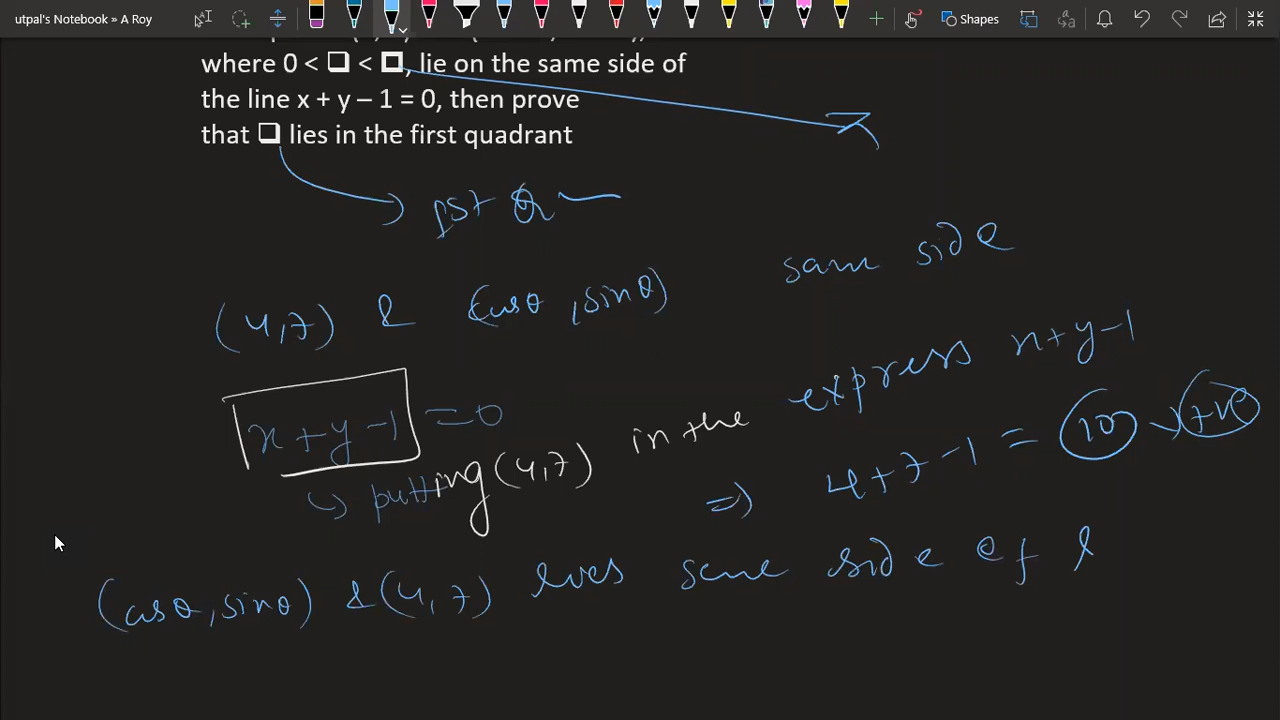 utpal's Notebook » A Roy
Shapes
where 0 < ❑ < ❑, lie on the same side of
the line x + y – 1 = 0, then prove
that ❑ lies in the first quadrant
1st Q
(4,7) & (cosθ, sinθ) same side
x + y - 1 = 0
putting (4,7) in the express x+y-1
⇒ 4+7-1 = 10 → +ve
(cosθ, sinθ) & (4,7) lves same side of l